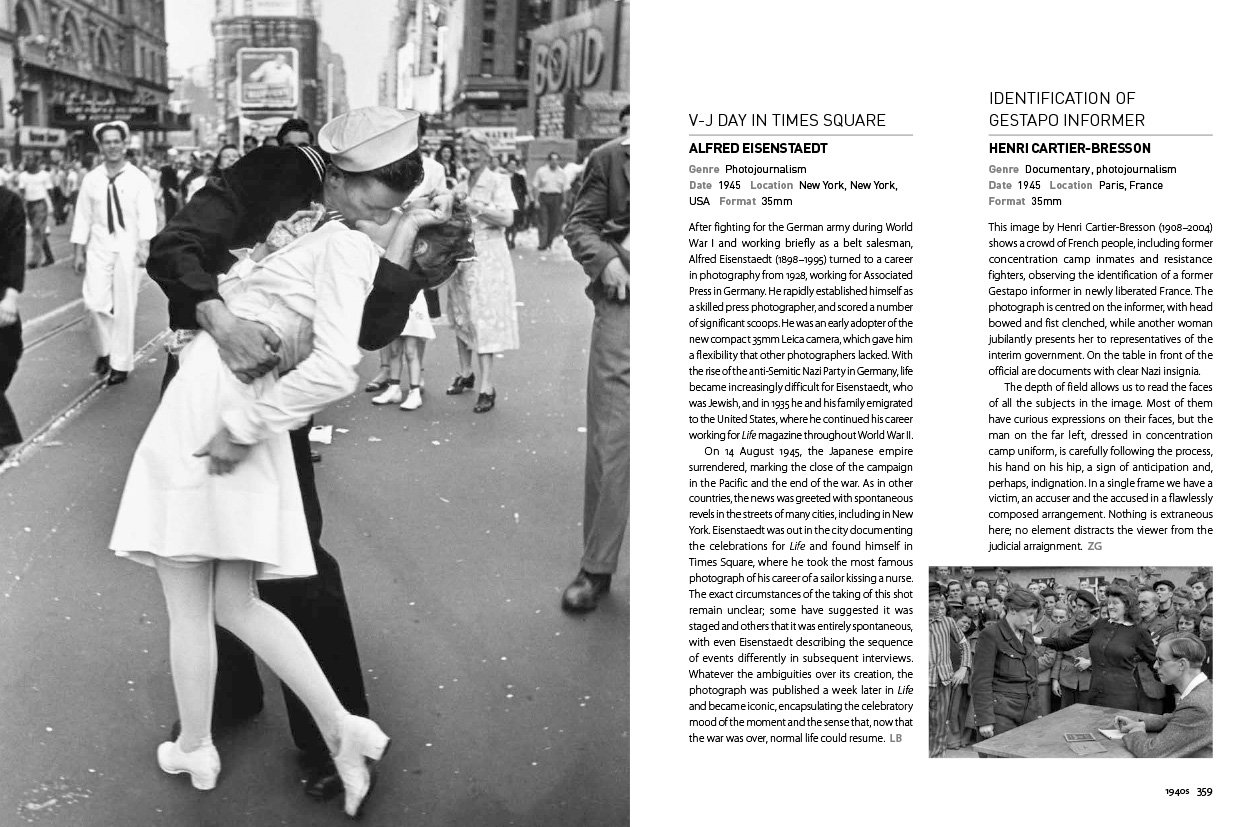 BOND
V-J DAY IN TIMES SQUARE
ALFRED EISENSTAEDT
Genre Photojournalism
Date 1945 Location New York, New York,
USA Format 35mm
After fighting for the German army during World
War I and working briefly as a belt salesman,
Alfred Eisenstaedt (1898–1995) turned to a career
in photography from 1928, working for Associated
Press in Germany. He rapidly established himself as
a skilled press photographer, and scored a number
of significant scoops. He was an early adopter of the
new compact 35mm Leica camera, which gave him
a flexibility that other photographers lacked. With
the rise of the anti-Semitic Nazi Party in Germany, life
became increasingly difficult for Eisenstaedt, who
was Jewish, and in 1935 he and his family emigrated
to the United States, where he continued his career
working for Life magazine throughout World War II.
On 14 August 1945, the Japanese empire
surrendered, marking the close of the campaign
in the Pacific and the end of the war. As in other
countries, the news was greeted with spontaneous
revels in the streets of many cities, including in New
York. Eisenstaedt was out in the city documenting
the celebrations for Life and found himself in
Times Square, where he took the most famous
photograph of his career of a sailor kissing a nurse.
The exact circumstances of the taking of this shot
remain unclear; some have suggested it was
staged and others that it was entirely spontaneous,
with even Eisenstaedt describing the sequence
of events differently in subsequent interviews.
Whatever the ambiguities over its creation, the
photograph was published a week later in Life
and became iconic, encapsulating the celebratory
mood of the moment and the sense that, now that
the war was over, normal life could resume. LB
IDENTIFICATION OF
GESTAPO INFORMER
HENRI CARTIER-BRESSON
Genre Documentary, photojournalism
Date 1945 Location Paris, France
Format 35mm
This image by Henri Cartier-Bresson (1908–2004)
shows a crowd of French people, including former
concentration camp inmates and resistance
fighters, observing the identification of a former
Gestapo informer in newly liberated France. The
photograph is centred on the informer, with head
bowed and fist clenched, while another woman
jubilantly presents her to representatives of the
interim government. On the table in front of the
official are documents with clear Nazi insignia.
The depth of field allows us to read the faces
of all the subjects in the image. Most of them
have curious expressions on their faces, but the
man on the far left, dressed in concentration
camp uniform, is carefully following the process,
his hand on his hip, a sign of anticipation and,
perhaps, indignation. In a single frame we have a
victim, an accuser and the accused in a flawlessly
composed arrangement. Nothing is extraneous
here; no element distracts the viewer from the
judicial arraignment. ZG
1940s 359